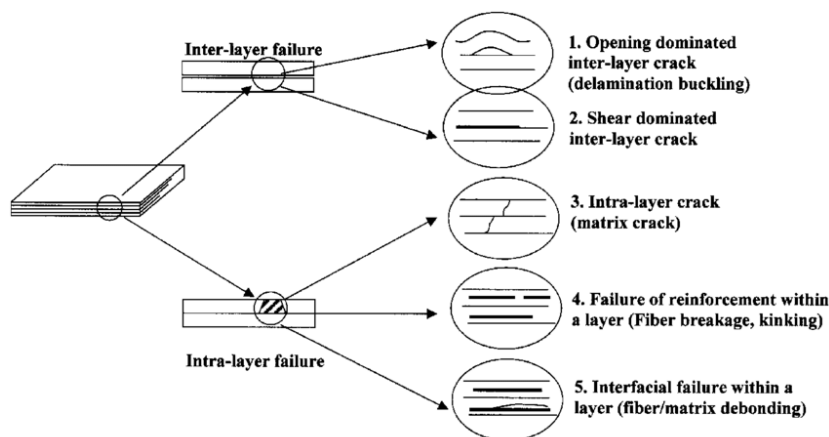 Inter-layer failure
1. Opening dominated
inter-layer crack
(delamination buckling)
2. Shear dominated
inter-layer crack
3. Intra-layer crack
(matrix crack)
4. Failure of reinforcement within
a layer (Fiber breakage, kinking)
Intra-layer failure
5. Interfacial failure within a
layer (fiber/matrix debonding)